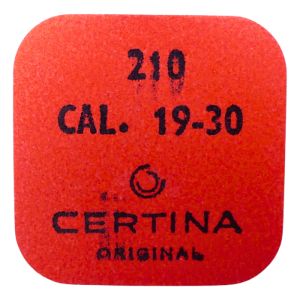 210
CAL. 19-30
CERTINA
ORIGINAL